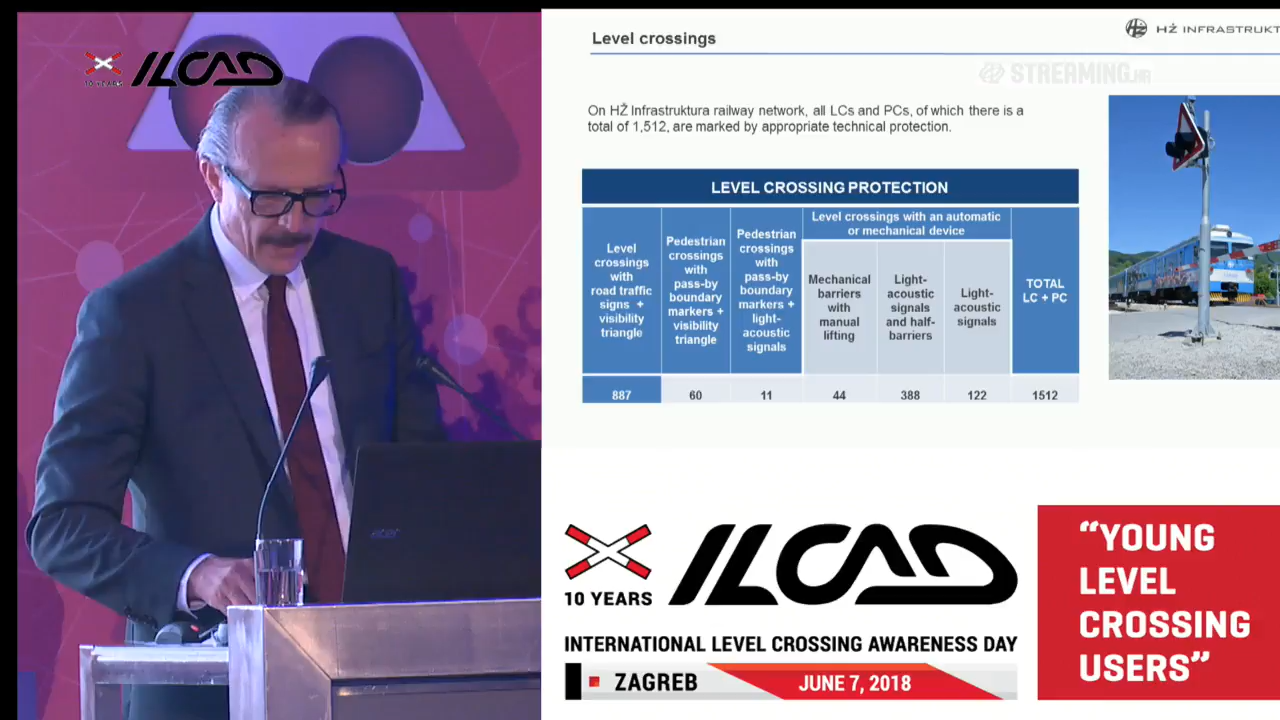 ILCAD
10 YEARS
Level crossings
HŽ INFRASTRUKT
STREAMING.HR
On HŽ Infrastruktura railway network, all LCs and PCs, of which there is a
total of 1,512, are marked by appropriate technical protection.
LEVEL CROSSING PROTECTION
Level
crossings
with
road traffic
signs +
visibility
triangle
Pedestrian
crossings
with
pass-by
boundary
markers +
visibility
triangle
Pedestrian
crossings
with
pass-by
boundary
markers +
light-
acoustic
signals
Level crossings with an automatic
or mechanical device
Mechanical
barriers
with
manual
lifting
Light-
acoustic
signals
and half-
barriers
Light-
acoustic
signals
TOTAL
LC + PC
887 60 11 44 388 122 1512
acer
ILCAD
10 YEARS
INTERNATIONAL LEVEL CROSSING AWARENESS DAY
ZAGREB JUNE 7, 2018
“YOUNG
LEVEL
CROSSING
USERS”